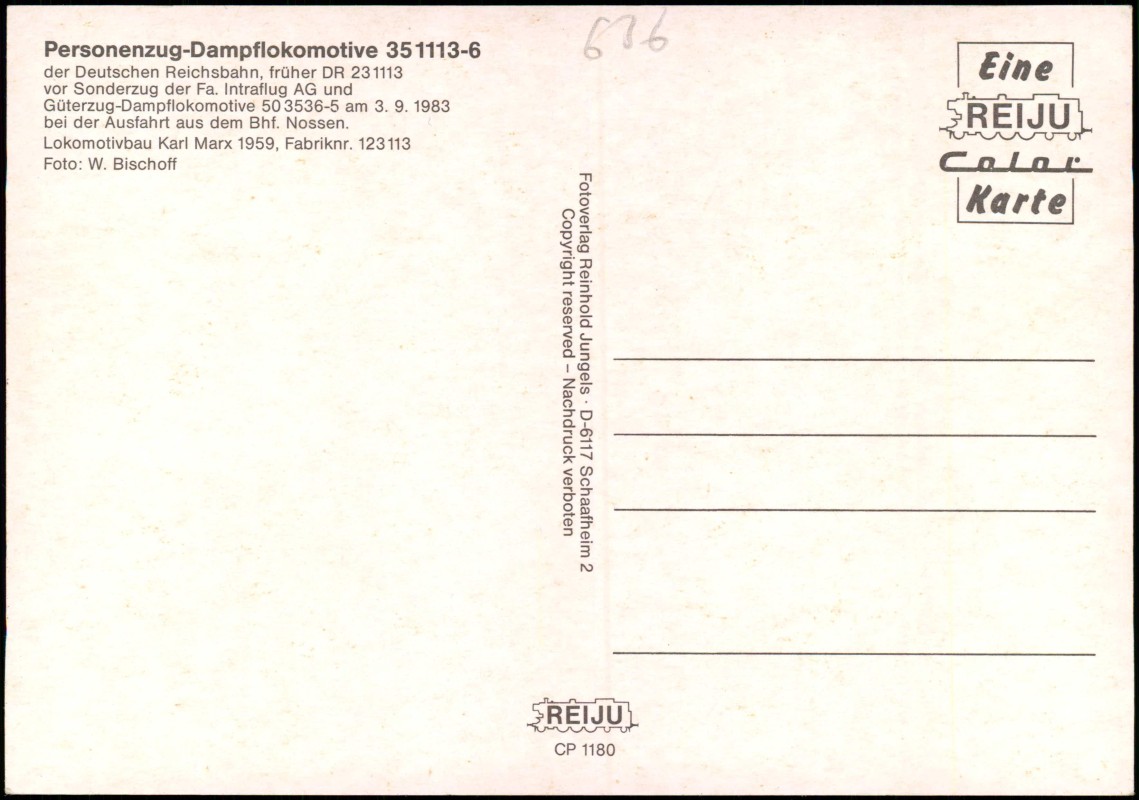 Personenzug-Dampflokomotive 35 1113-6
der Deutschen Reichsbahn, früher DR 23 1113
vor Sonderzug der Fa. Intraflug AG und
Güterzug-Dampflokomotive 50 3536-5 am 3. 9. 1983
bei der Ausfahrt aus dem Bhf. Nossen.
Lokomotivbau Karl Marx 1959, Fabriknr. 123 113
Foto: W. Bischoff
636
Eine
REIJU
Color
Karte
Fotoverlag Reinhold Jungels · D-6117 Schaafheim 2
Copyright reserved – Nachdruck verboten
REIJU
CP 1180